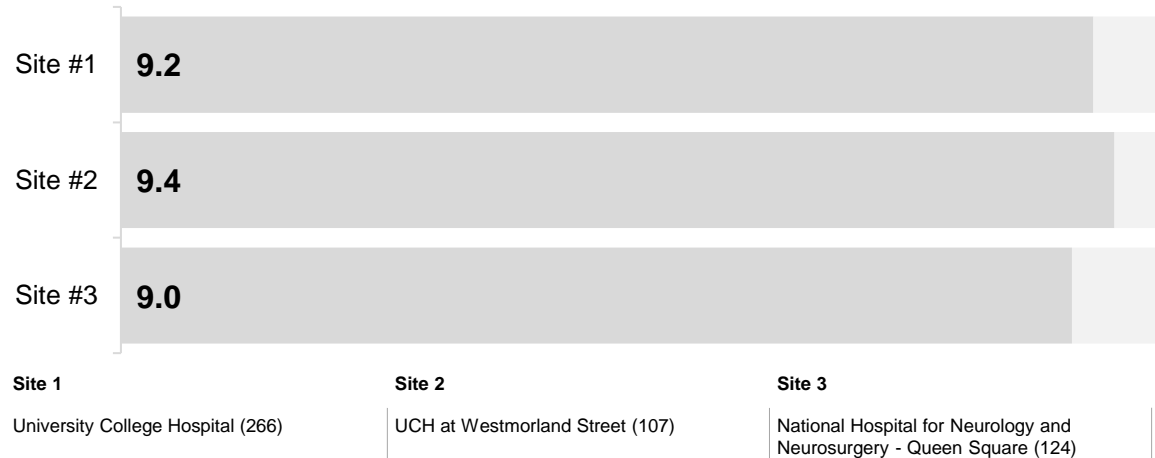 Site #1 9.2
Site #2 9.4
Site #3 9.0
Site 1 Site 2 Site 3
University College Hospital (266) UCH at Westmorland Street (107) National Hospital for Neurology and
Neurosurgery - Queen Square (124)